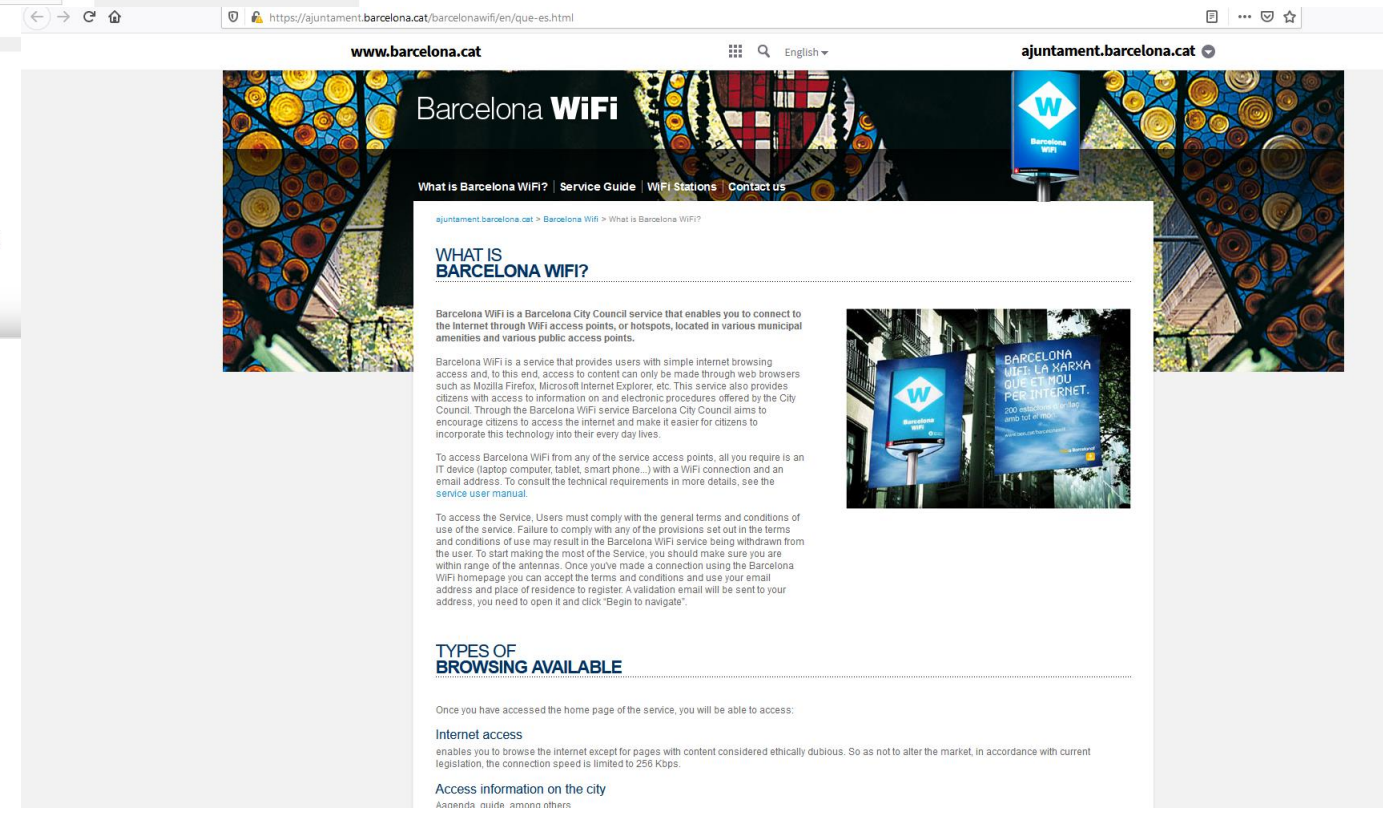 https://ajuntament.barcelona.cat/barcelonawifi/en/que-es.html
www.barcelona.cat
English
ajuntament.barcelona.cat
Barcelona WiFi
W
Barcelona
WiFi
What is Barcelona WiFi? | Service Guide | WiFi Stations | Contact us
ajuntament.barcelona.cat > Barcelona Wifi > What is Barcelona WiFi?
WHAT IS
BARCELONA WIFI?
Barcelona WiFi is a Barcelona City Council service that enables you to connect to
the Internet through WiFi access points, or hotspots, located in various municipal
amenities and various public access points.
Barcelona WiFi is a service that provides users with simple internet browsing
access and, to this end, access to content can only be made through web browsers
such as Mozilla Firefox, Microsoft Internet Explorer, etc. This service also provides
citizens with access to information on and electronic procedures offered by the City
Council. Through the Barcelona WiFi service Barcelona City Council aims to
encourage citizens to access the internet and make it easier for citizens to
incorporate this technology into their every day lives.
To access Barcelona WiFi from any of the service access points, all you require is an
IT device (laptop computer, tablet, smart phone...) with a WiFi connection and an
email address. To consult the technical requirements in more details, see the
service user manual.
To access the Service, Users must comply with the general terms and conditions of
use of the service. Failure to comply with any of the provisions set out in the terms
and conditions of use may result in the Barcelona WiFi service being withdrawn from
the user. To start making the most of the Service, you should make sure you are
within range of the antennas. Once you've made a connection using the Barcelona
WiFi homepage you can accept the terms and conditions and use your email
address and place of residence to register. A validation email will be sent to your
address, you need to open it and click “Begin to navigate”.
W
Barcelona
WiFi
BARCELONA
WIFI: LA XARXA
QUE ET MOU
PER INTERNET.
200 estacions
amb tot el món
TYPES OF
BROWSING AVAILABLE
Once you have accessed the home page of the service, you will be able to access:
Internet access
enables you to browse the internet except for pages with content considered ethically dubious. So as not to alter the market, in accordance with current
legislation, the connection speed is limited to 256 Kbps.
Access information on the city
Aagenda, guide, among others